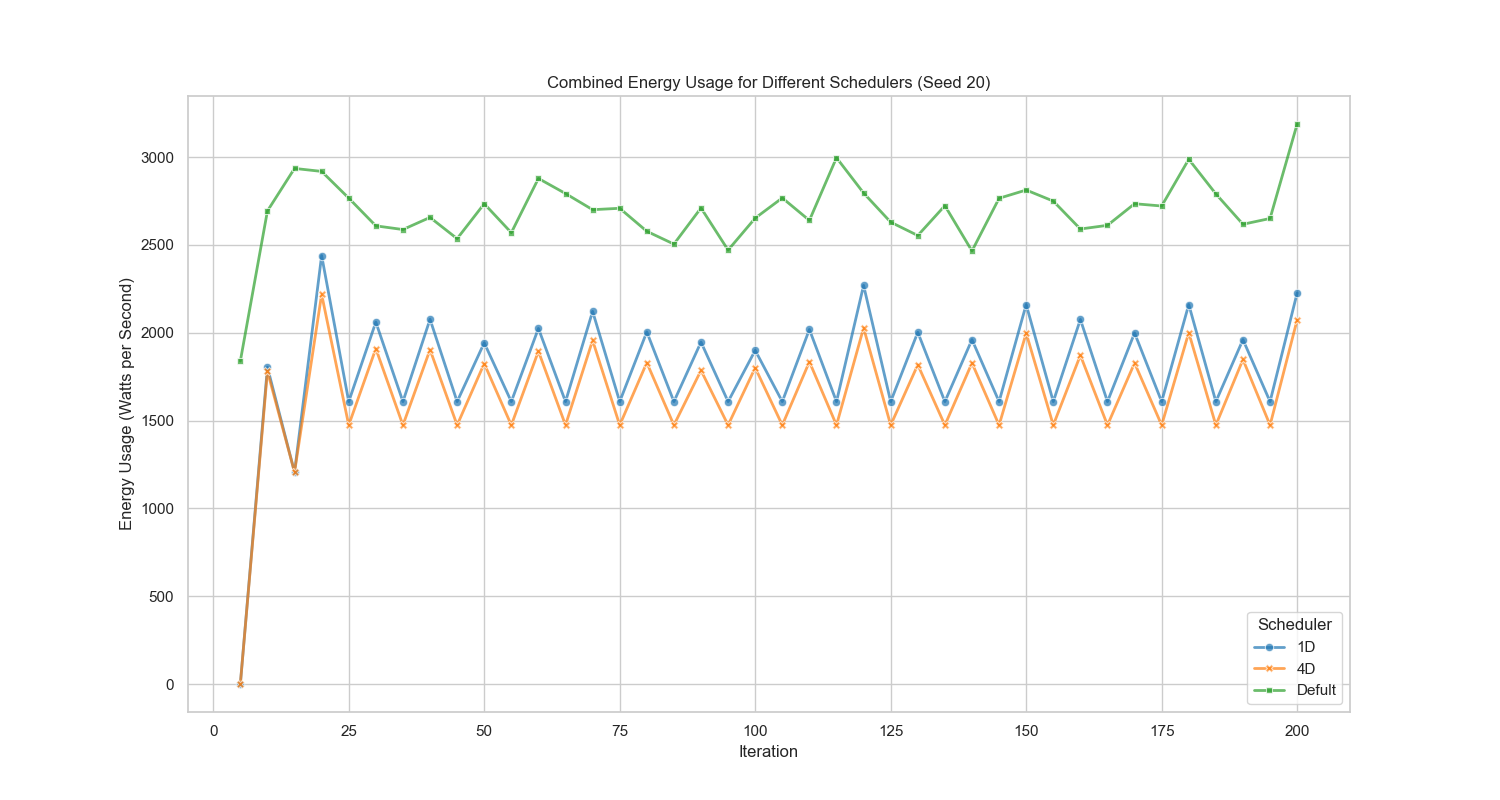 Combined Energy Usage for Different Schedulers (Seed 20)
Energy Usage (Watts per Second)
3000
2500
2000
1500
1000
500
0
0 25 50 75 100 125 150 175 200
Iteration
Scheduler
1D
4D
Defult